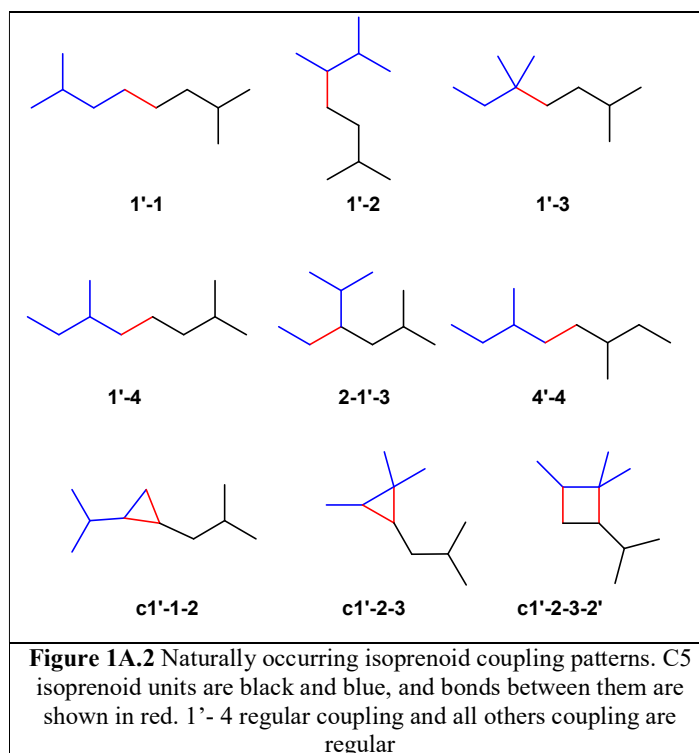 1'-1
1'-2
1'-3
1'-4
2-1'-3
4'-4
c1'-1-2
c1'-2-3
c1'-2-3-2'
Figure 1A.2 Naturally occurring isoprenoid coupling patterns. C5
isoprenoid units are black and blue, and bonds between them are
shown in red. 1’- 4 regular coupling and all others coupling are
regular